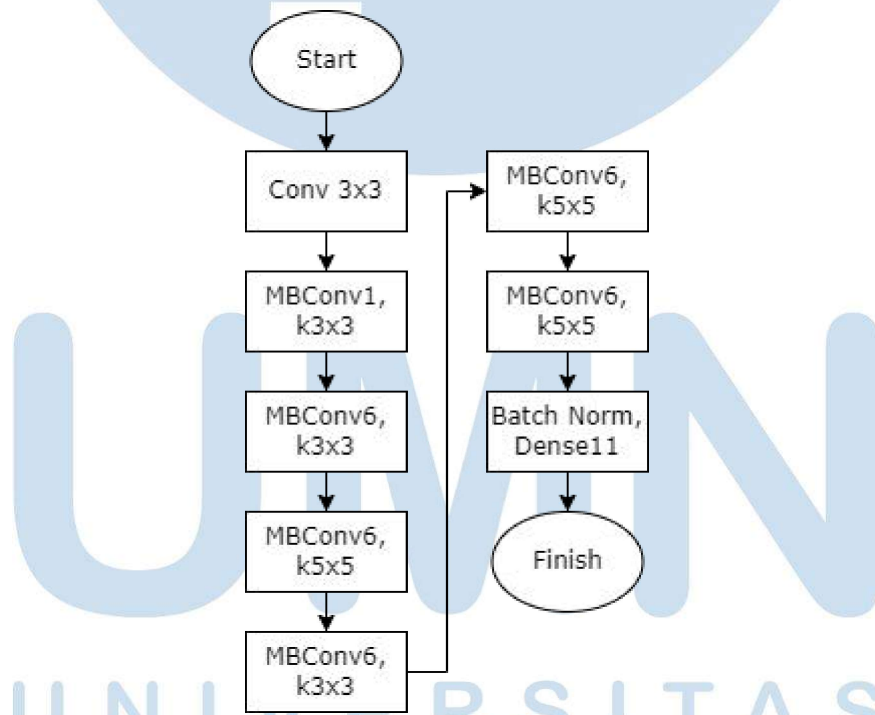 Start
Conv 3x3
MBConv1,
k3x3
MBConv6,
k3x3
MBConv6,
k5x5
MBConv6,
k3x3
MBConv6,
k5x5
MBConv6,
k5x5
Batch Norm,
Dense11
Finish
UMN
UNIVERSITAS